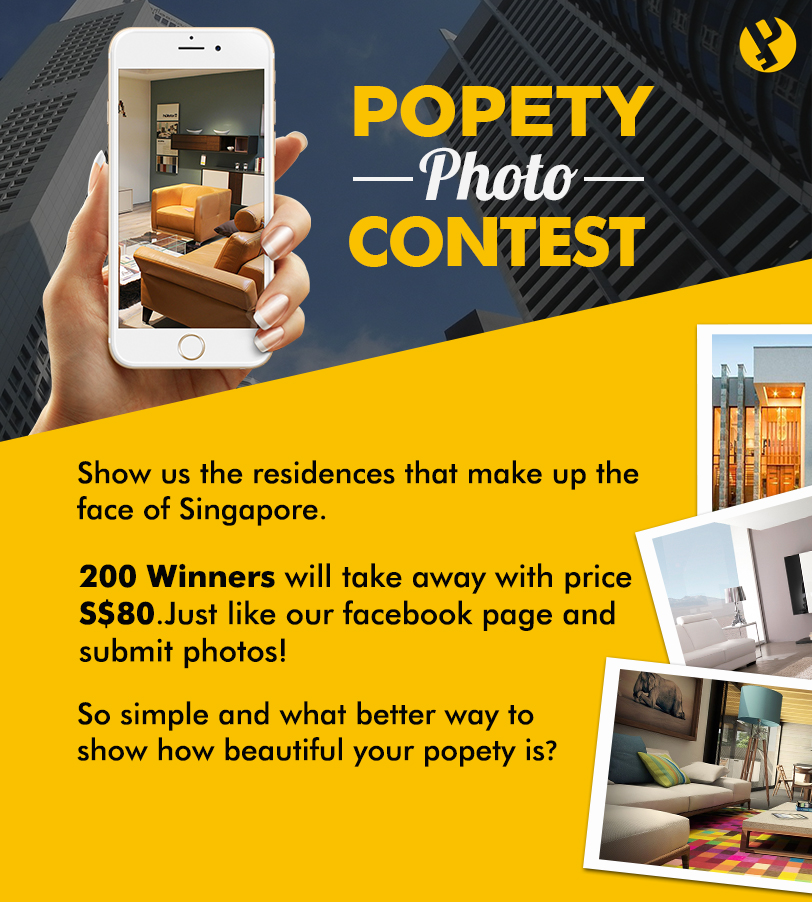 POPETY
Photo
CONTEST
Show us the residences that make up the
face of Singapore.
200 Winners will take away with price
S$80.Just like our facebook page and
submit photos!
So simple and what better way to
show how beautiful your popety is?